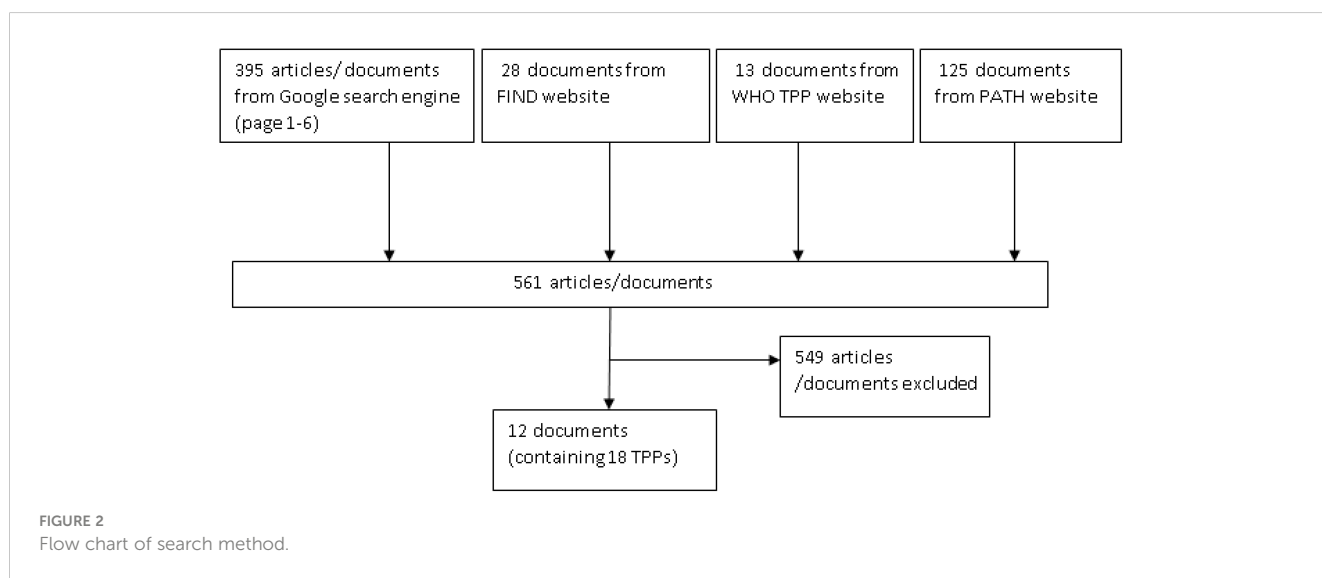 395 articles/documents
from Google search engine
(page 1-6)
28 documents from
FIND website
13 documents from
WHO TPP website
125 documents
from PATH website
561 articles/documents
549 articles
/documents excluded
12 documents
(containing 18 TPPs)
FIGURE 2
Flow chart of search method.